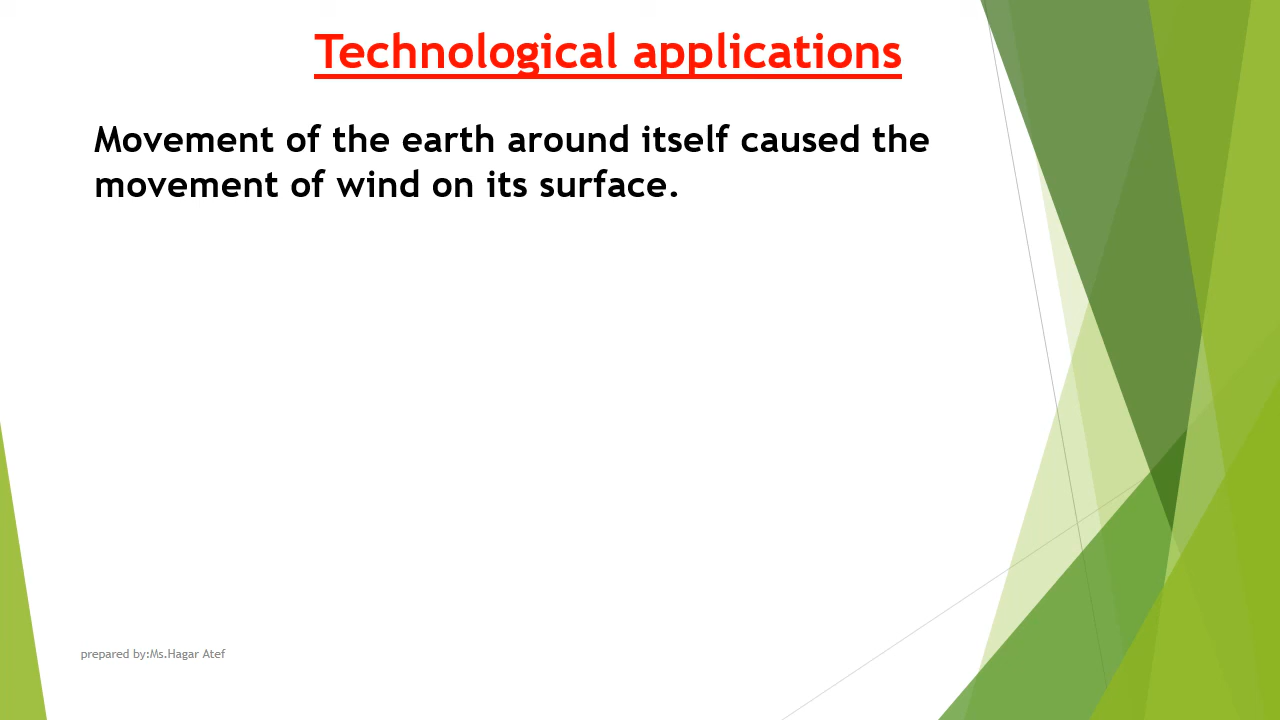 Technological applications
Movement of the earth around itself caused the
movement of wind on its surface.
prepared by:Ms.Hagar Atef